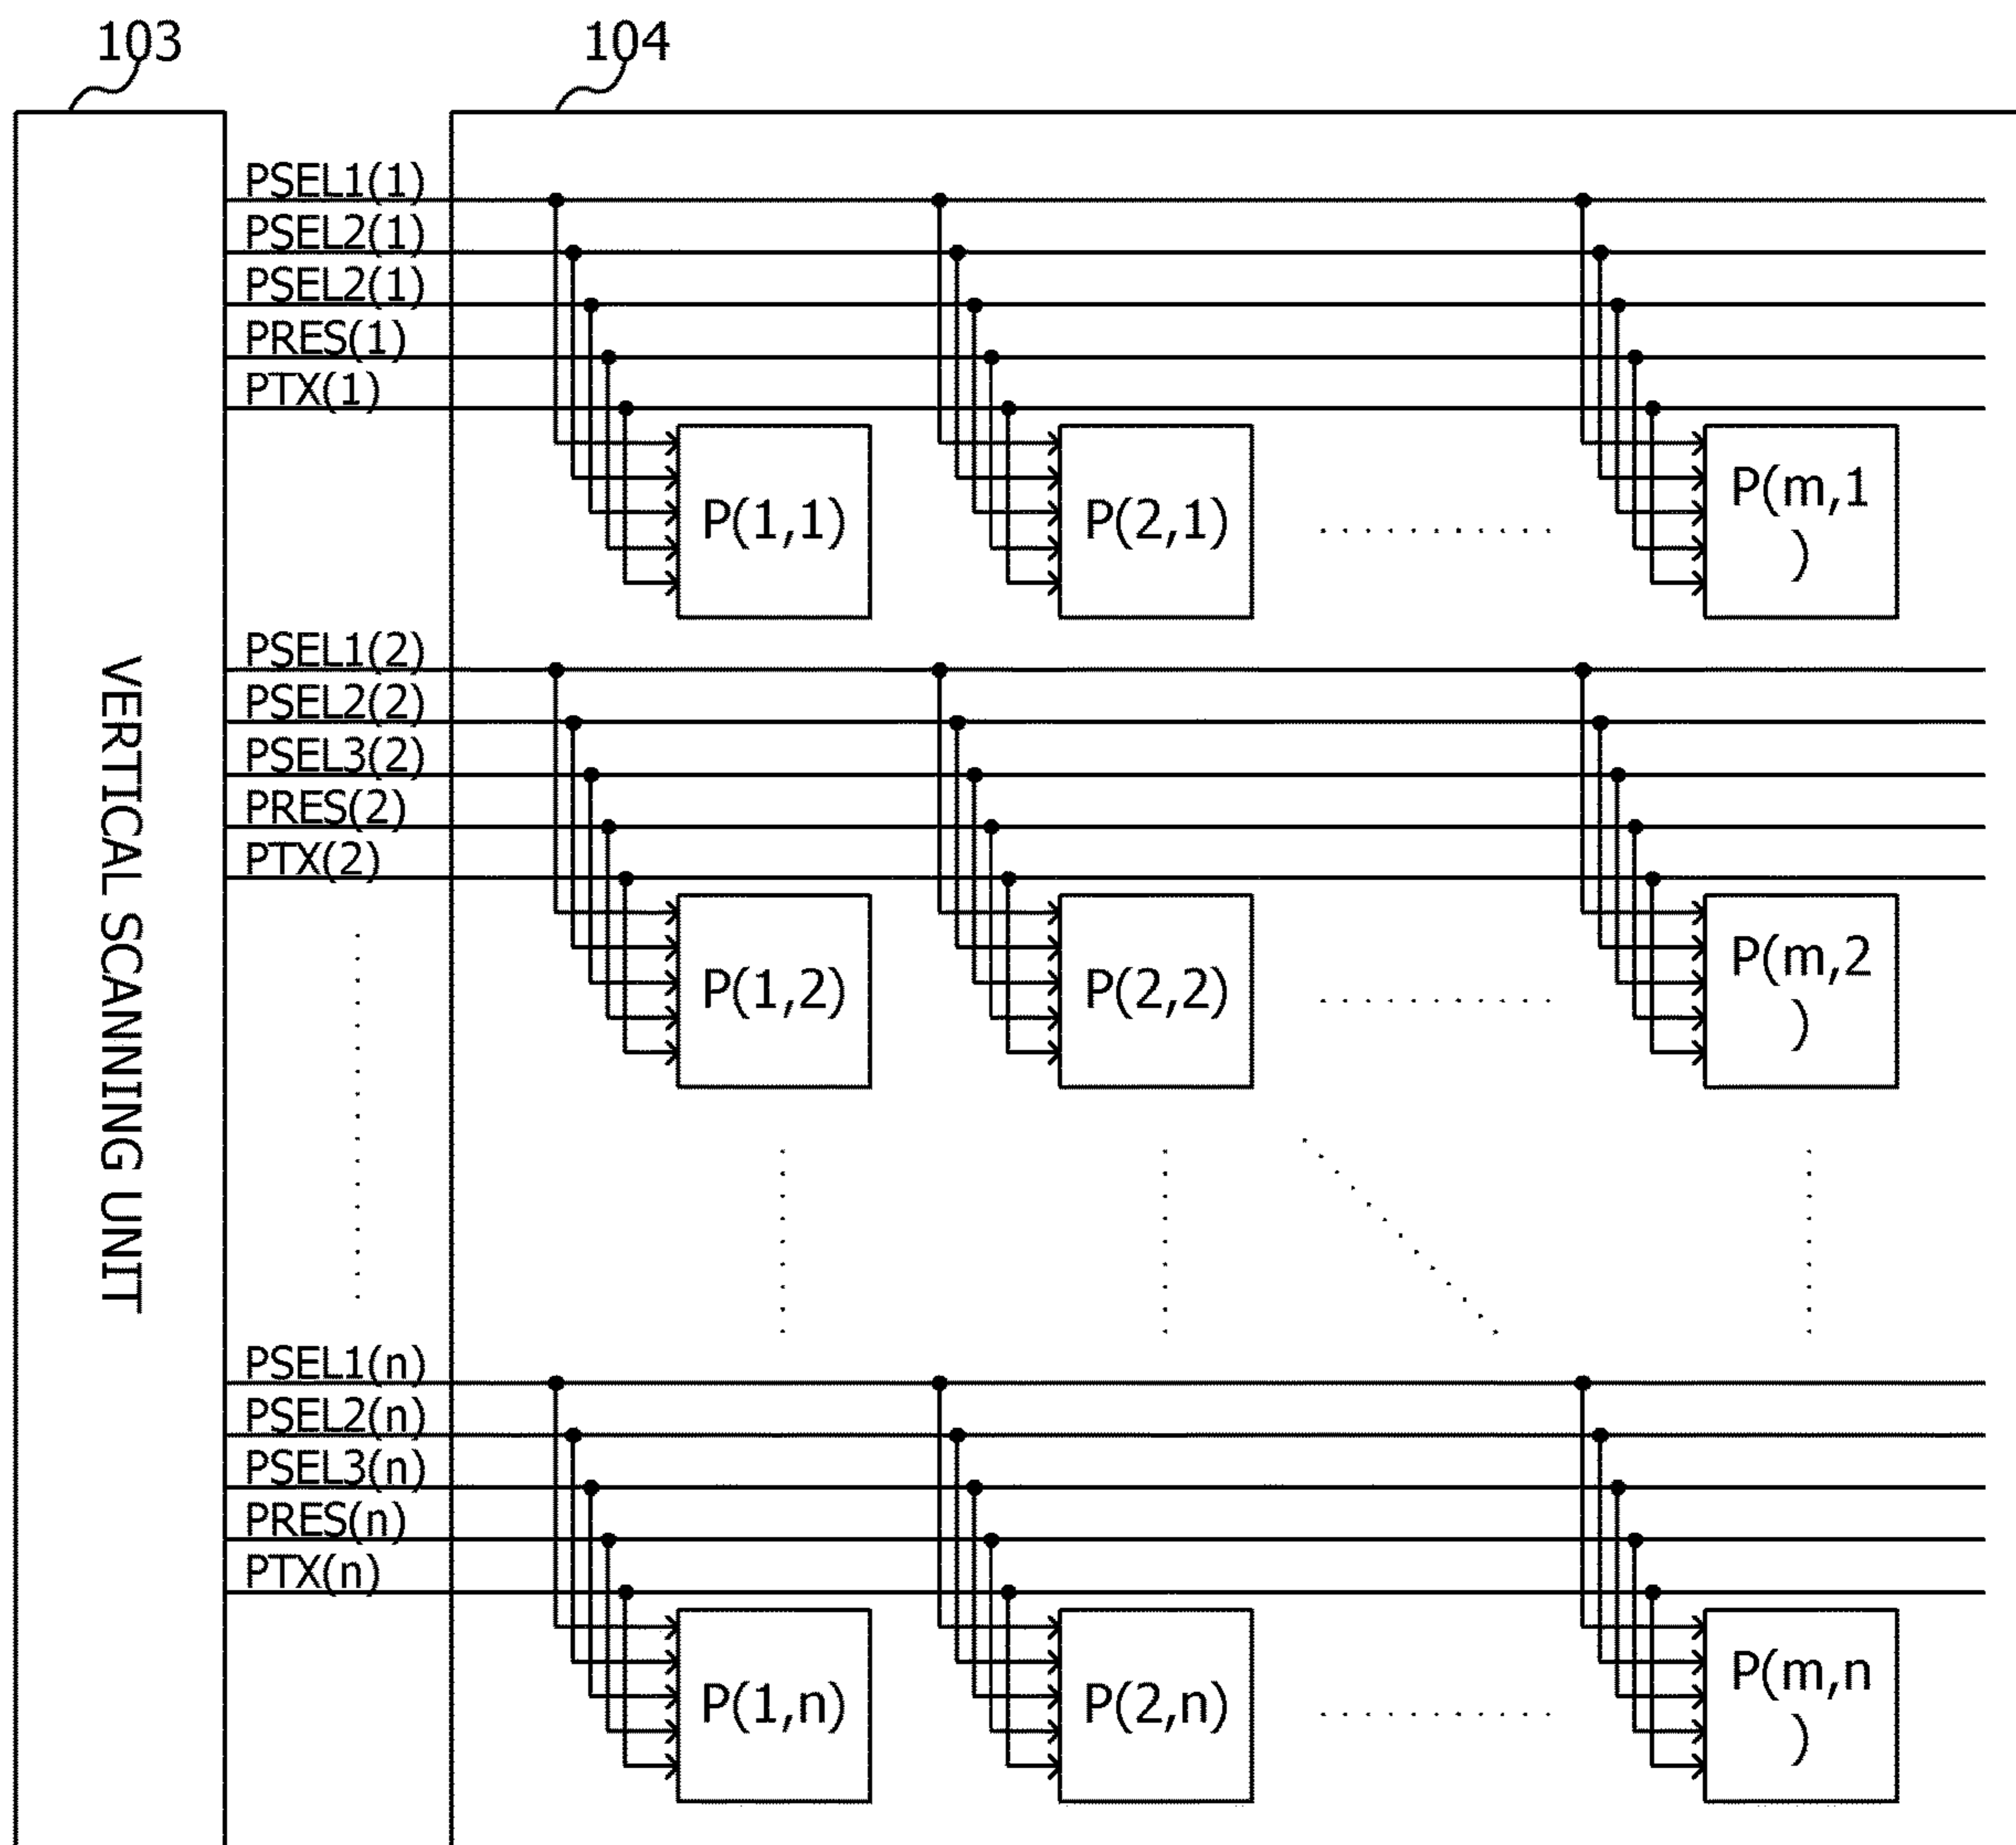 103
104
PSEL1(1)
PSEL2(1)
PSEL2(1)
PRES(1)
PTX(1)
P(1,1)
P(2,1)
P(m,1
)
VERTICAL SCANNING UNIT
PSEL1(2)
PSEL2(2)
PSEL3(2)
PRES(2)
PTX(2)
P(1,2)
P(2,2)
P(m,2
)
PSEL1(n)
PSEL2(n)
PSEL3(n)
PRES(n)
PTX(n)
P(1,n)
P(2,n)
P(m,n
)